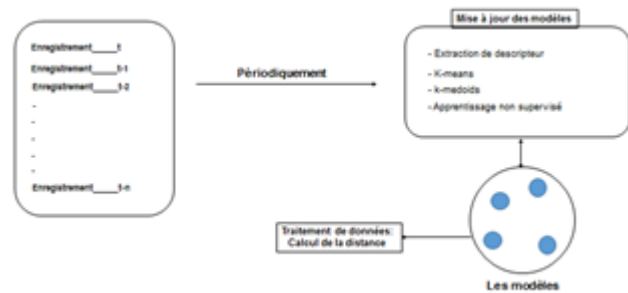 Enregistrement_____t
Enregistrement_____t-1
Enregistrement_____t-2
-
-
-
-
-
Enregistrement_____t-n
Périodiquement
Mise à jour des modèles
- Extraction de descripteur
- K-means
- k-medoids
- Apprentissage non supervisé
Traitement de données:
Calcul de la distance
Les modèles